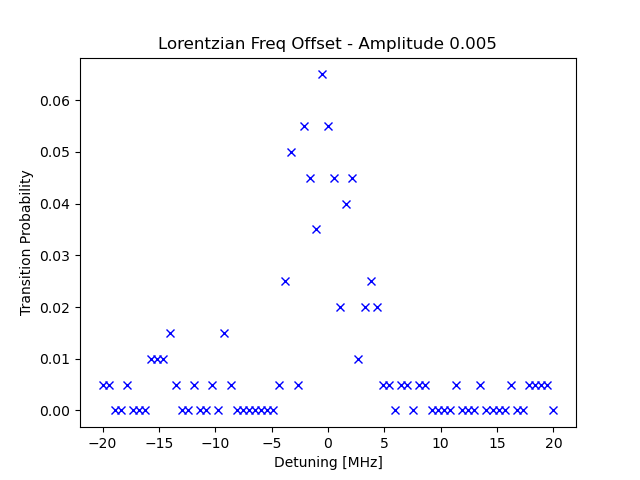 Lorentzian Freq Offset - Amplitude 0.005
Transition Probability
0.06
0.05
0.04
0.03
0.02
0.01
0.00
−20 −15 −10 −5 0 5 10 15 20
Detuning [MHz]